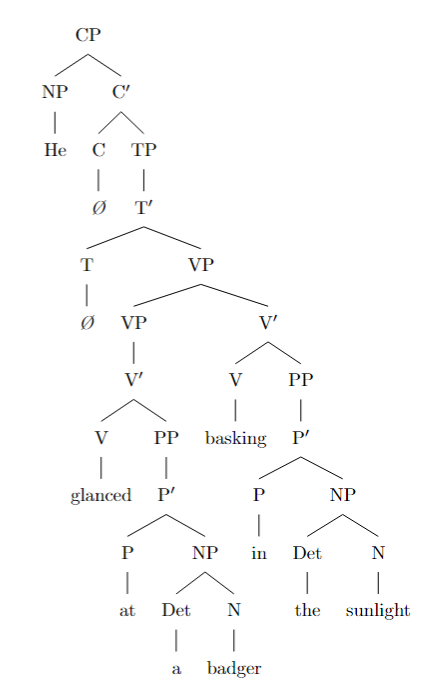 CP
NP C′
He C TP
Ø T′
T VP
Ø VP V′
V′ V PP
V PP basking P′
glanced P′ P NP
P NP in Det N
at Det N the sunlight
a badger